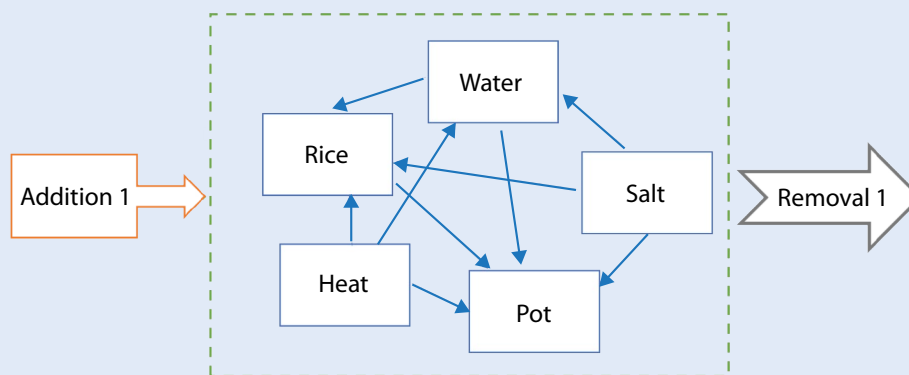 Water
Rice
Addition 1
Salt
Removal 1
Heat
Pot